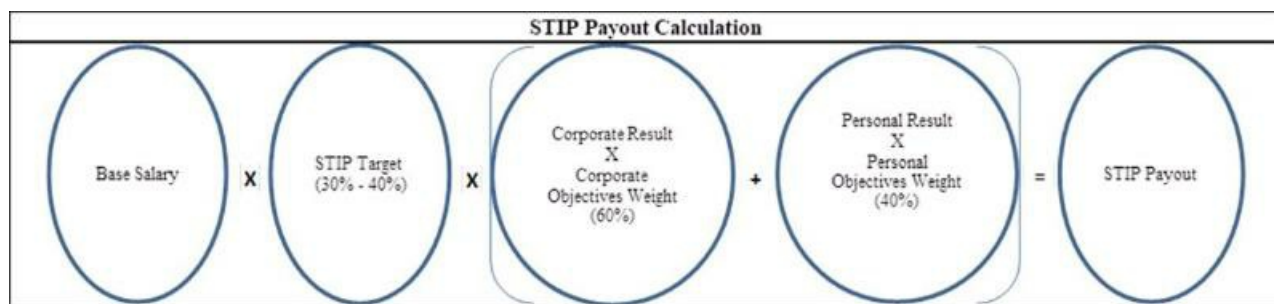 STIP Payout Calculation
Base Salary
X
STIP Target
(30% - 40%)
X
Corporate Result
X
Corporate
Objectives Weight
(60%)
+
Personal Result
X
Personal
Objectives Weight
(40%)
=
STIP Payout